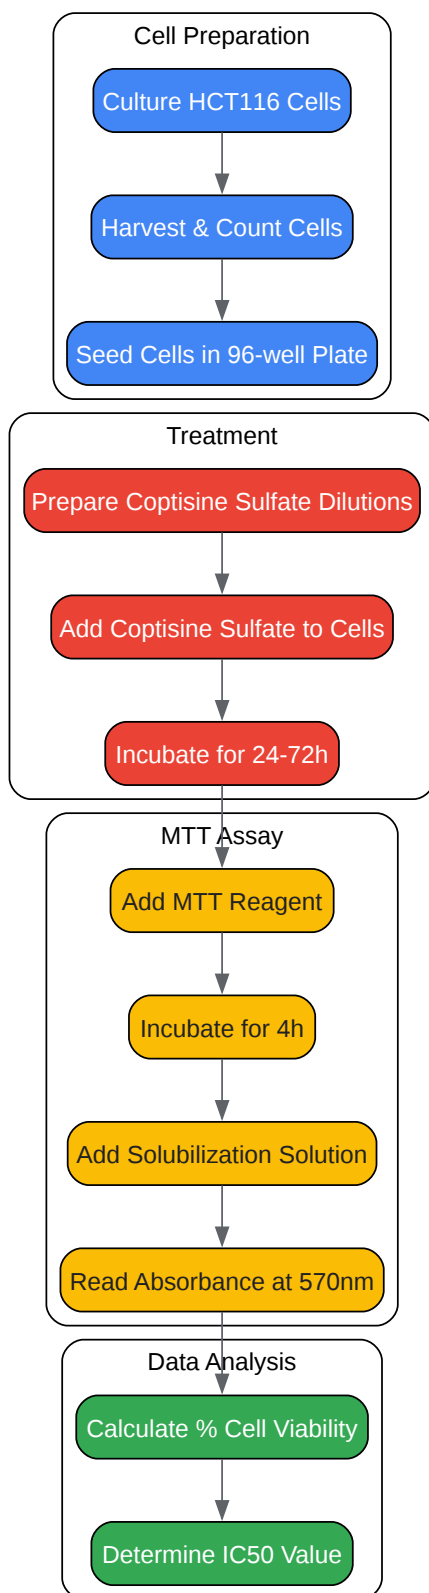 Cell Preparation
Culture HCT116 Cells
Harvest & Count Cells
Seed Cells in 96-well Plate
Treatment
Prepare Coptisine Sulfate Dilutions
Add Coptisine Sulfate to Cells
Incubate for 24-72h
MTT Assay
Add MTT Reagent
Incubate for 4h
Add Solubilization Solution
Read Absorbance at 570nm
Data Analysis
Calculate % Cell Viability
Determine IC50 Value